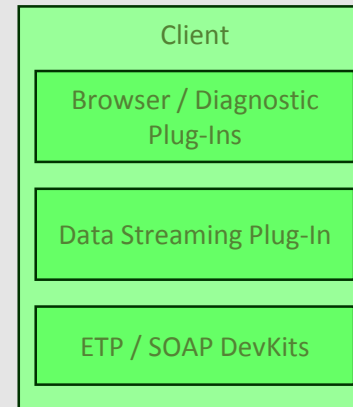 Client
Browser / Diagnostic
Plug-Ins
Data Streaming Plug-In
ETP / SOAP DevKits